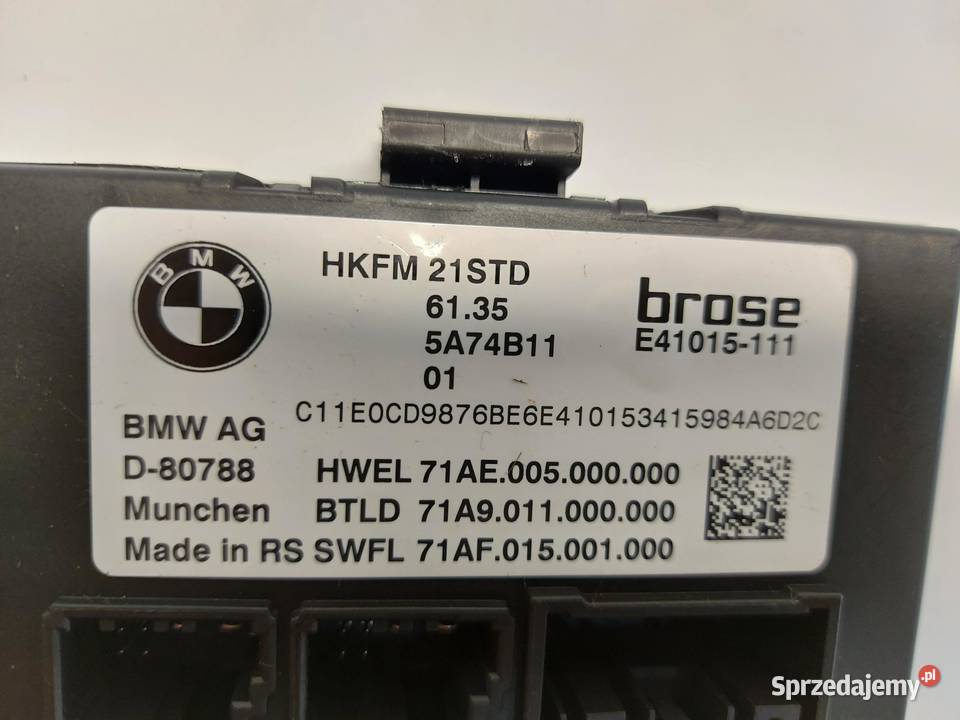 BMW
HKFM 21STD
61.35
5A74B11
01
brose
E41015-111
C11E0CD9876BE6E410153415984A6D2C
BMW AG
D-80788
Munchen
Made in RS
HWEL 71AE.005.000.000
BTLD 71A9.011.000.000
SWFL 71AF.015.001.000
Sprzedajemy.pl